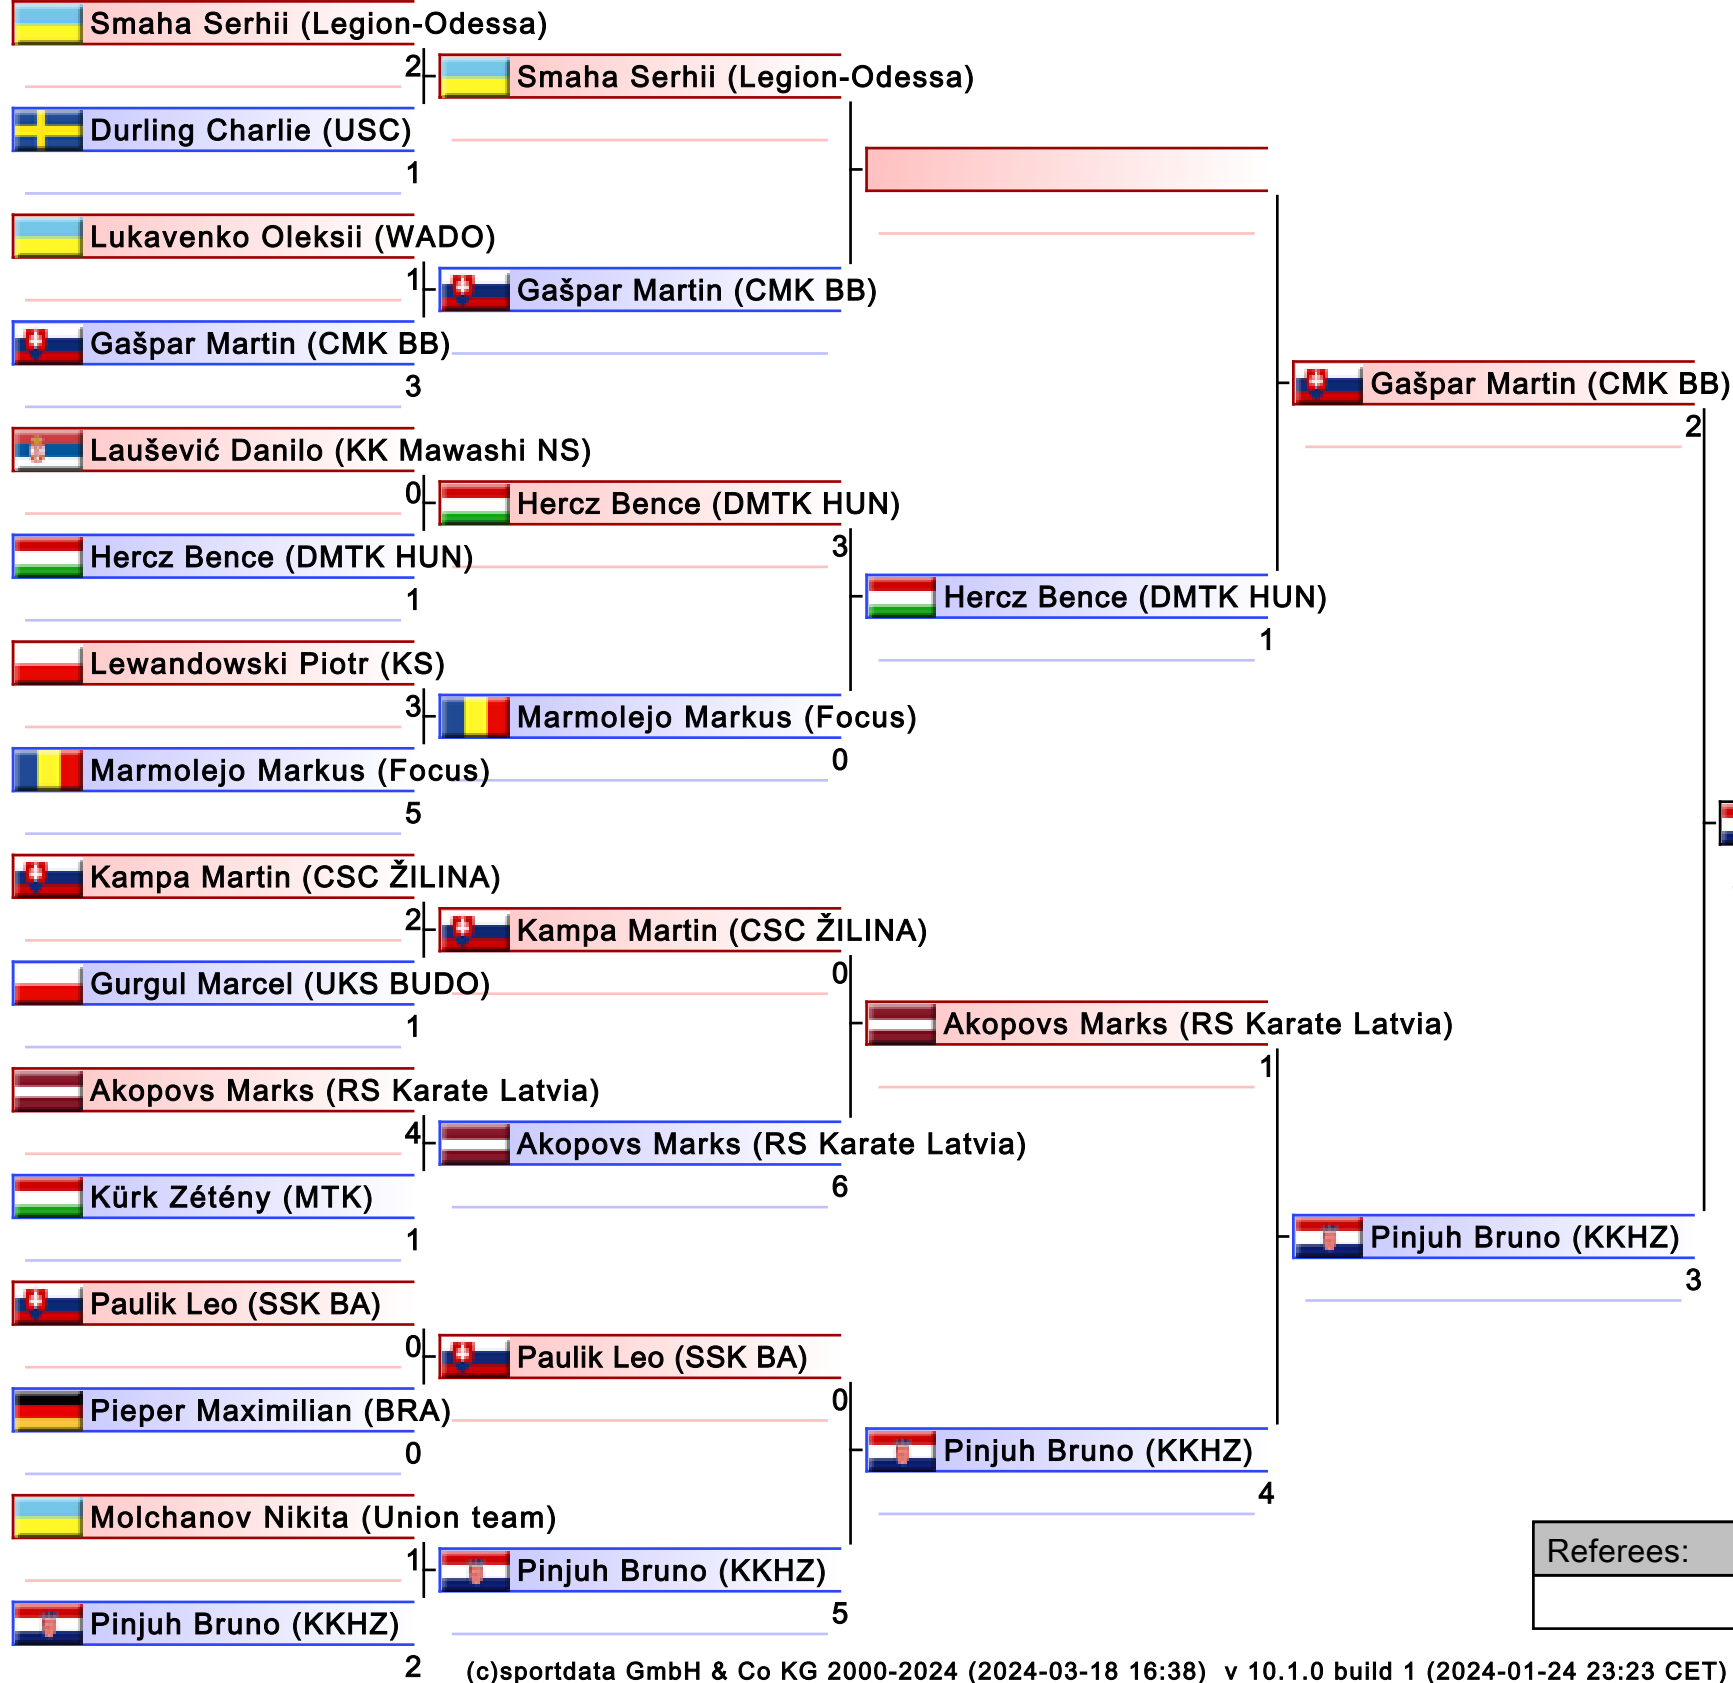 Smaha Serhii (Legion-Odessa)
2
Smaha Serhii (Legion-Odessa)
Durling Charlie (USC)
1
Lukavenko Oleksii (WADO)
1
Gašpar Martin (CMK BB)
Gašpar Martin (CMK BB)
3
Gašpar Martin (CMK BB)
2
Laušević Danilo (KK Mawashi NS)
0
Hercz Bence (DMTK HUN)
3
Hercz Bence (DMTK HUN)
1
Hercz Bence (DMTK HUN)
1
Lewandowski Piotr (KS)
3
Marmolejo Markus (Focus)
0
Marmolejo Markus (Focus)
5
Kampa Martin (CSC ŽILINA)
2
Kampa Martin (CSC ŽILINA)
0
Gurgul Marcel (UKS BUDO)
1
Akopovs Marks (RS Karate Latvia)
1
Akopovs Marks (RS Karate Latvia)
4
Akopovs Marks (RS Karate Latvia)
6
Kürk Zétény (MTK)
1
Pinjuh Bruno (KKHZ)
3
Paulik Leo (SSK BA)
0
Paulik Leo (SSK BA)
0
Pieper Maximilian (BRA)
0
Pinjuh Bruno (KKHZ)
4
Molchanov Nikita (Union team)
1
Pinjuh Bruno (KKHZ)
5
Pinjuh Bruno (KKHZ)
2
Referees:
(c)sportdata GmbH & Co KG 2000-2024 (2024-03-18 16:38) v 10.1.0 build 1 (2024-01-24 23:23 CET)